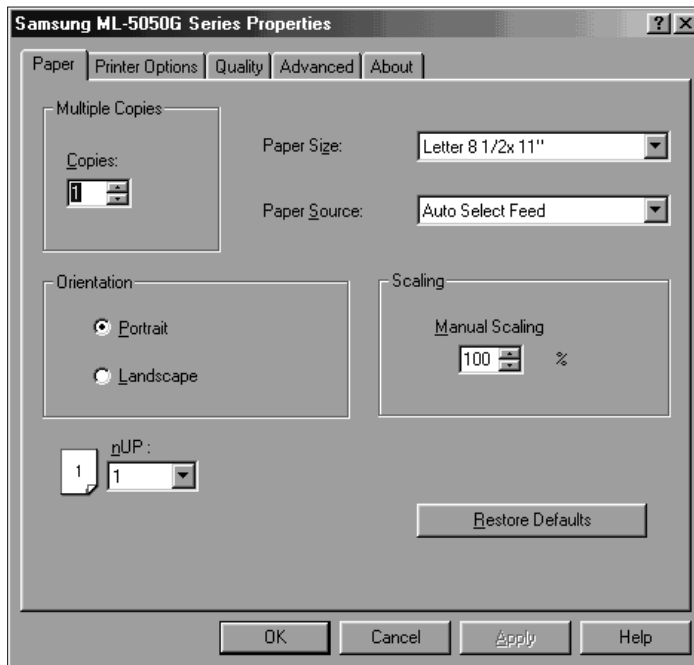 Samsung ML-5050G Series Properties
Paper
Printer Options
Quality
Advanced
About
Multiple Copies
Copies:
1
Paper Size:
Letter 8 1/2x 11"
Paper Source:
Auto Select Feed
Orientation
Portrait
Landscape
Scaling
Manual Scaling
100 %
nUP :
1
1
Restore Defaults
OK
Cancel
Apply
Help